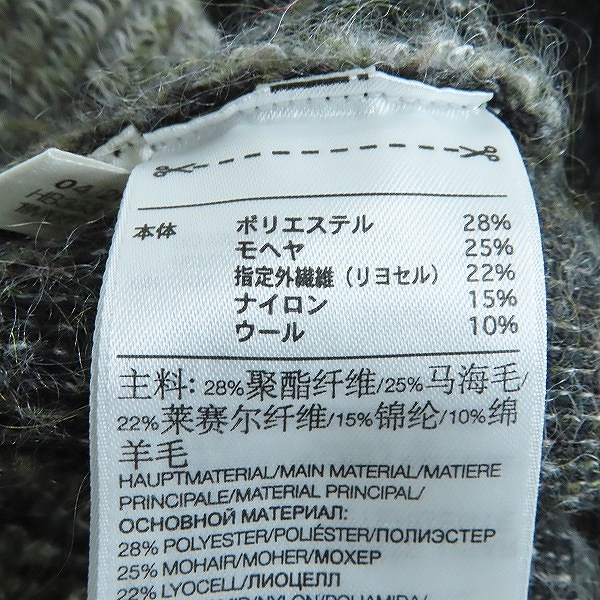 04
本体 ポリエステル 28%
モヘヤ 25%
指定外繊維（リヨセル） 22%
ナイロン 15%
ウール 10%
主料: 28%聚酯纤维/25%马海毛/
22%莱赛尔纤维/15%锦纶/10%绵
羊毛
HAUPTMATERIAL/MAIN MATERIAL/MATIERE
PRINCIPALE/MATERIAL PRINCIPAL/
ОСНОВНОЙ МАТЕРИАЛ:
28% POLYESTER/POLIÉSTER/ПОЛИЭСТЕР
25% MOHAIR/MOHER/МОХЕР
22% LYOCELL/ЛИОЦЕЛЛ